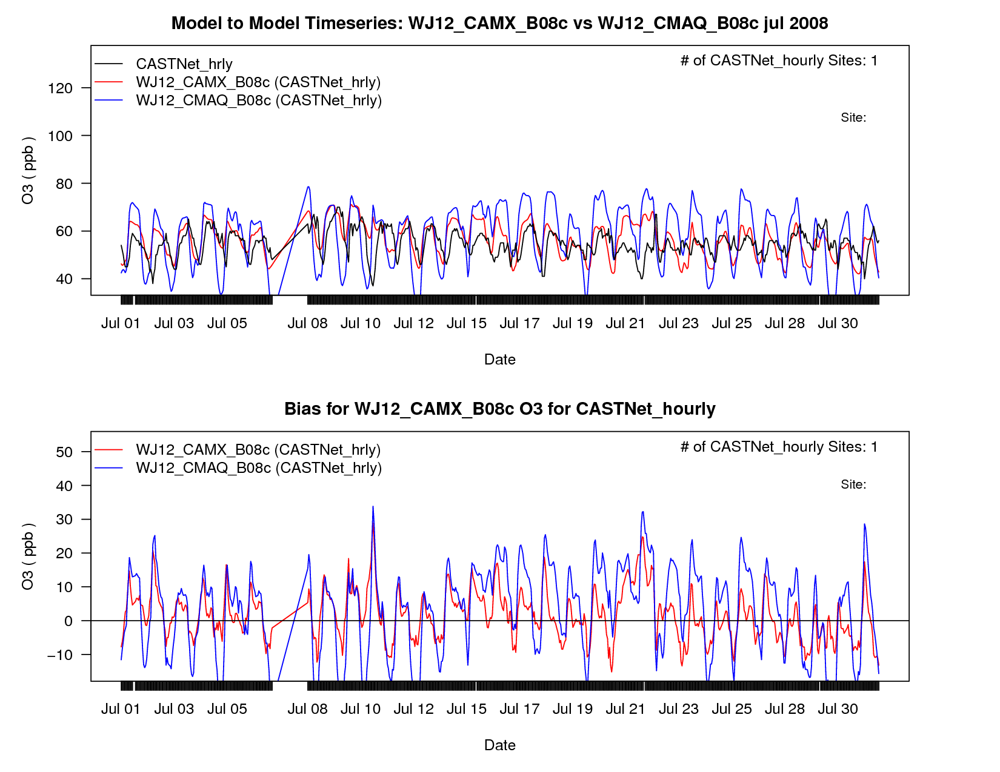 Model to Model Timeseries: WJ12_CAMX_B08c vs WJ12_CMAQ_B08c jul 2008
CASTNet_hrly
WJ12_CAMX_B08c (CASTNet_hrly)
WJ12_CMAQ_B08c (CASTNet_hrly)
# of CASTNet_hourly Sites: 1
Site:
O3 ( ppb )
120
100
80
60
40
Jul 01 Jul 03 Jul 05 Jul 08 Jul 10 Jul 12 Jul 15 Jul 17 Jul 19 Jul 21 Jul 23 Jul 25 Jul 28 Jul 30
Date
Bias for WJ12_CAMX_B08c O3 for CASTNet_hourly
WJ12_CAMX_B08c (CASTNet_hrly)
WJ12_CMAQ_B08c (CASTNet_hrly)
# of CASTNet_hourly Sites: 1
Site:
O3 ( ppb )
50
40
30
20
10
0
−10
Jul 01 Jul 03 Jul 05 Jul 08 Jul 10 Jul 12 Jul 15 Jul 17 Jul 19 Jul 21 Jul 23 Jul 25 Jul 28 Jul 30
Date